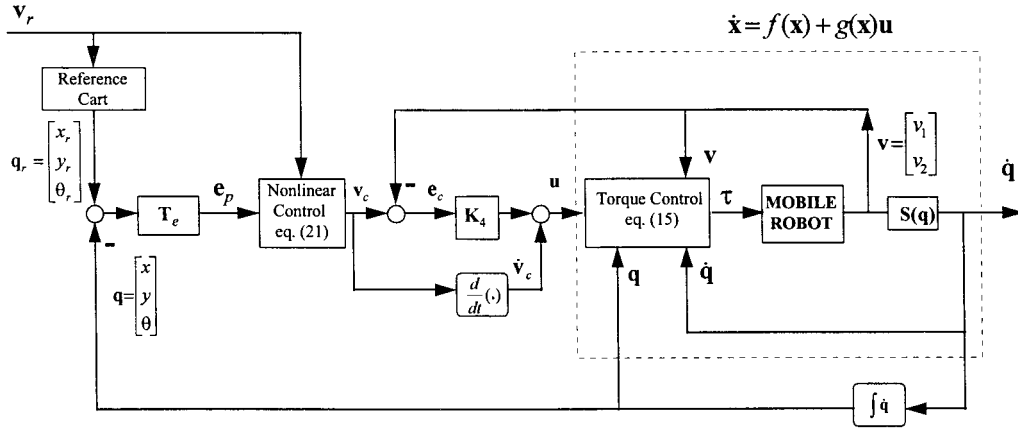 v_r
ẋ = f(x) + g(x)u
Reference
Cart
q_r = [x_r
y_r
θ_r]
v = [v_1
v_2]
q̇
T_e
e_p
Nonlinear
Control
eq. (21)
v_c
e_c
K_4
u
v
Torque Control
eq. (15)
τ
MOBILE
ROBOT
S(q)
q = [x
y
θ]
d/dt (.)
v̇_c
q
q̇
∫ q̇